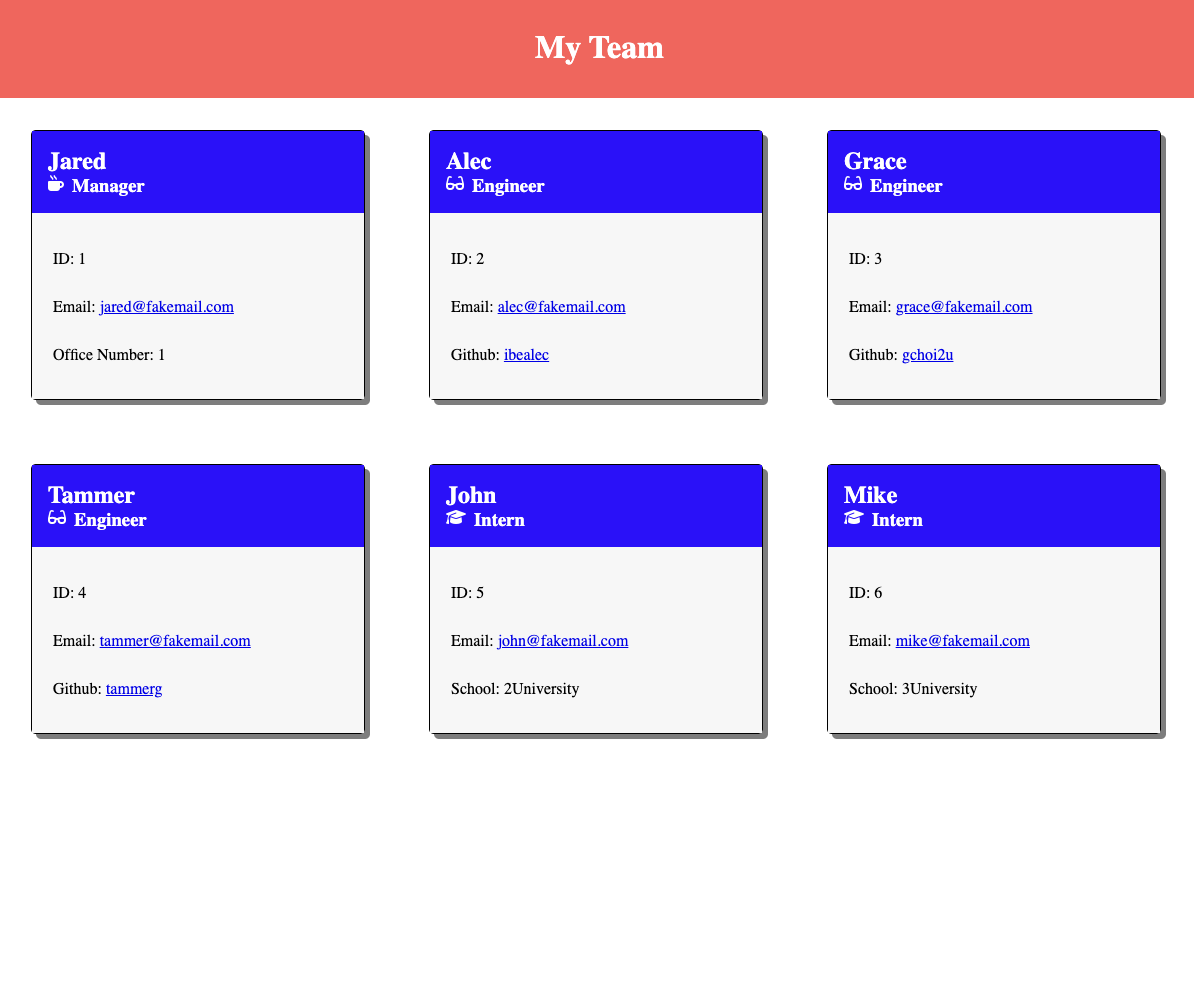 My Team
Jared
Manager
ID: 1
Email: jared@fakemail.com
Office Number: 1
Alec
Engineer
ID: 2
Email: alec@fakemail.com
Github: ibealec
Grace
Engineer
ID: 3
Email: grace@fakemail.com
Github: gchoi2u
Tammer
Engineer
ID: 4
Email: tammer@fakemail.com
Github: tammerg
John
Intern
ID: 5
Email: john@fakemail.com
School: 2University
Mike
Intern
ID: 6
Email: mike@fakemail.com
School: 3University